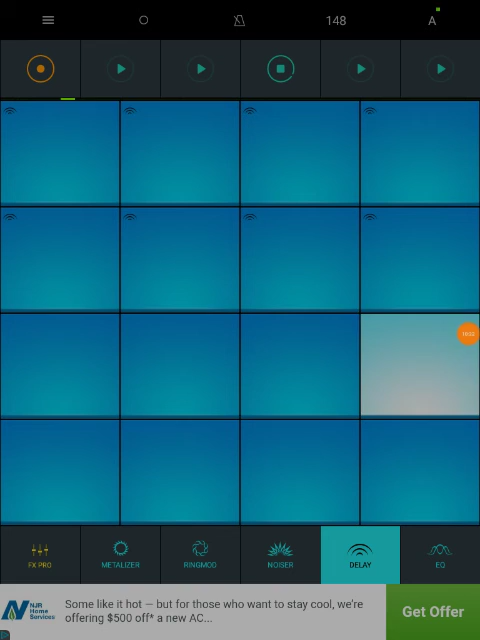 148
A
FX PRO
METALIZER
RINGMOD
NOISER
DELAY
EQ
NJR
Home
Services
Some like it hot — but for those who want to stay cool, we're
offering $500 off* a new AC...
Get Offer